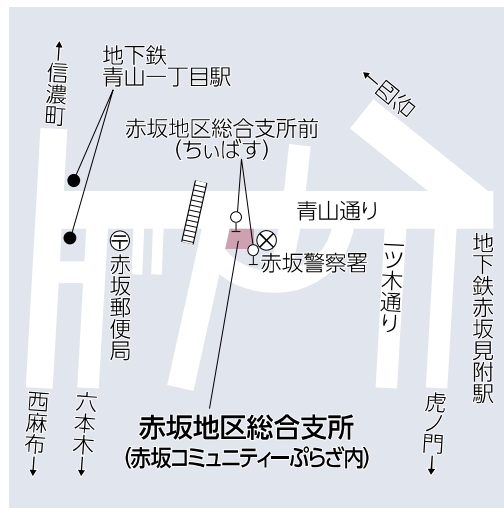 地下鉄
青山一丁目駅
信濃町
四谷
赤坂地区総合支所前
（ちぃばす）
青山通り
〒
赤坂郵便局
赤坂警察署
一ツ木通り
地下鉄赤坂見附駅
西麻布
六本木
虎ノ門
赤坂地区総合支所
（赤坂コミュニティーぷらざ内）